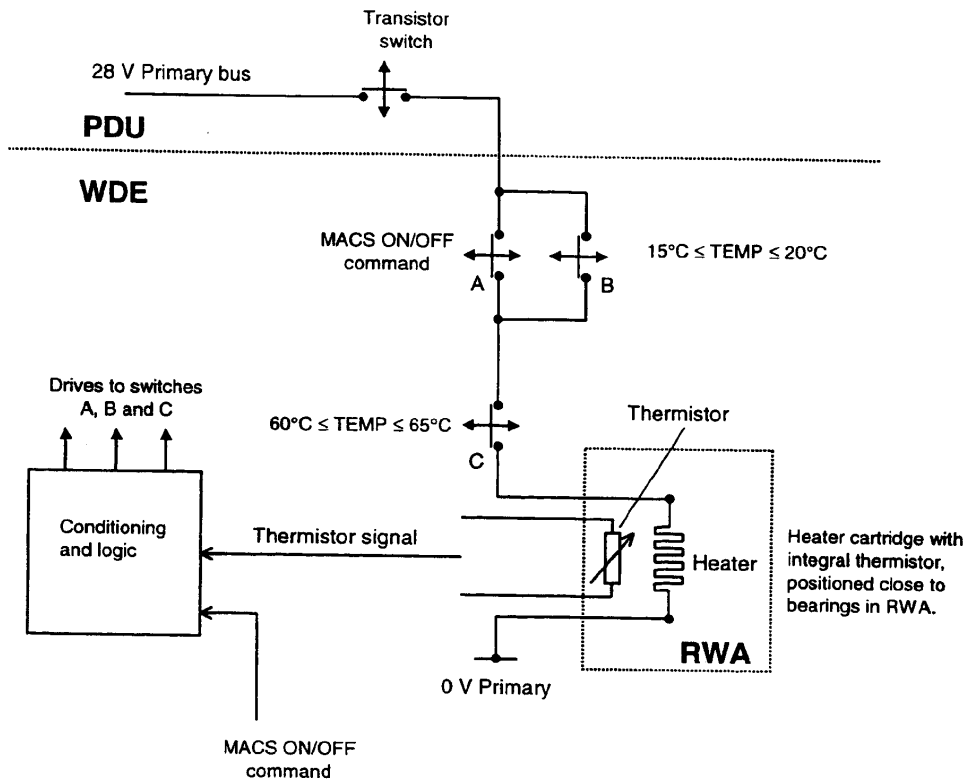 Transistor
switch
28 V Primary bus
PDU
WDE
MACS ON/OFF
command
A
B
15°C ≤ TEMP ≤ 20°C
Drives to switches
A, B and C
60°C ≤ TEMP ≤ 65°C
C
Thermistor
Conditioning
and logic
Thermistor signal
Heater
Heater cartridge with
integral thermistor,
positioned close to
bearings in RWA.
RWA
0 V Primary
MACS ON/OFF
command